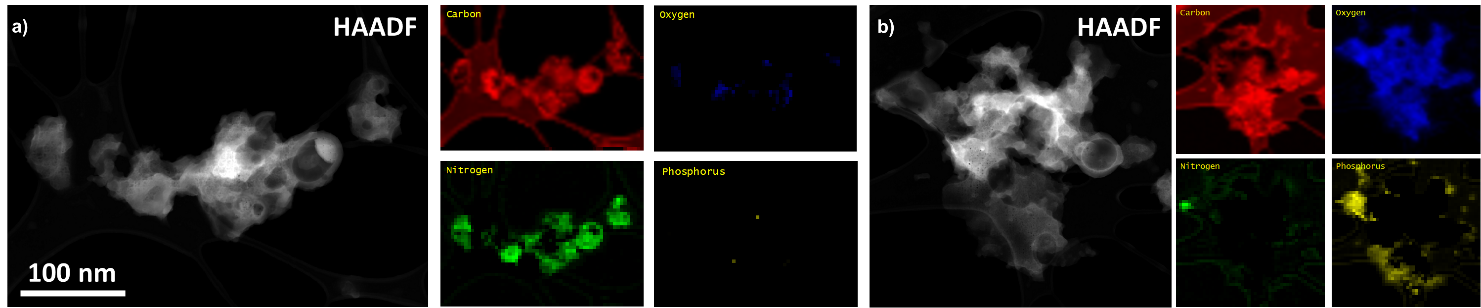 a)
HAADF
100 nm
Carbon
Oxygen
Nitrogen
Phosphorus
b)
HAADF
Carbon
Oxygen
Nitrogen
Phosphorus